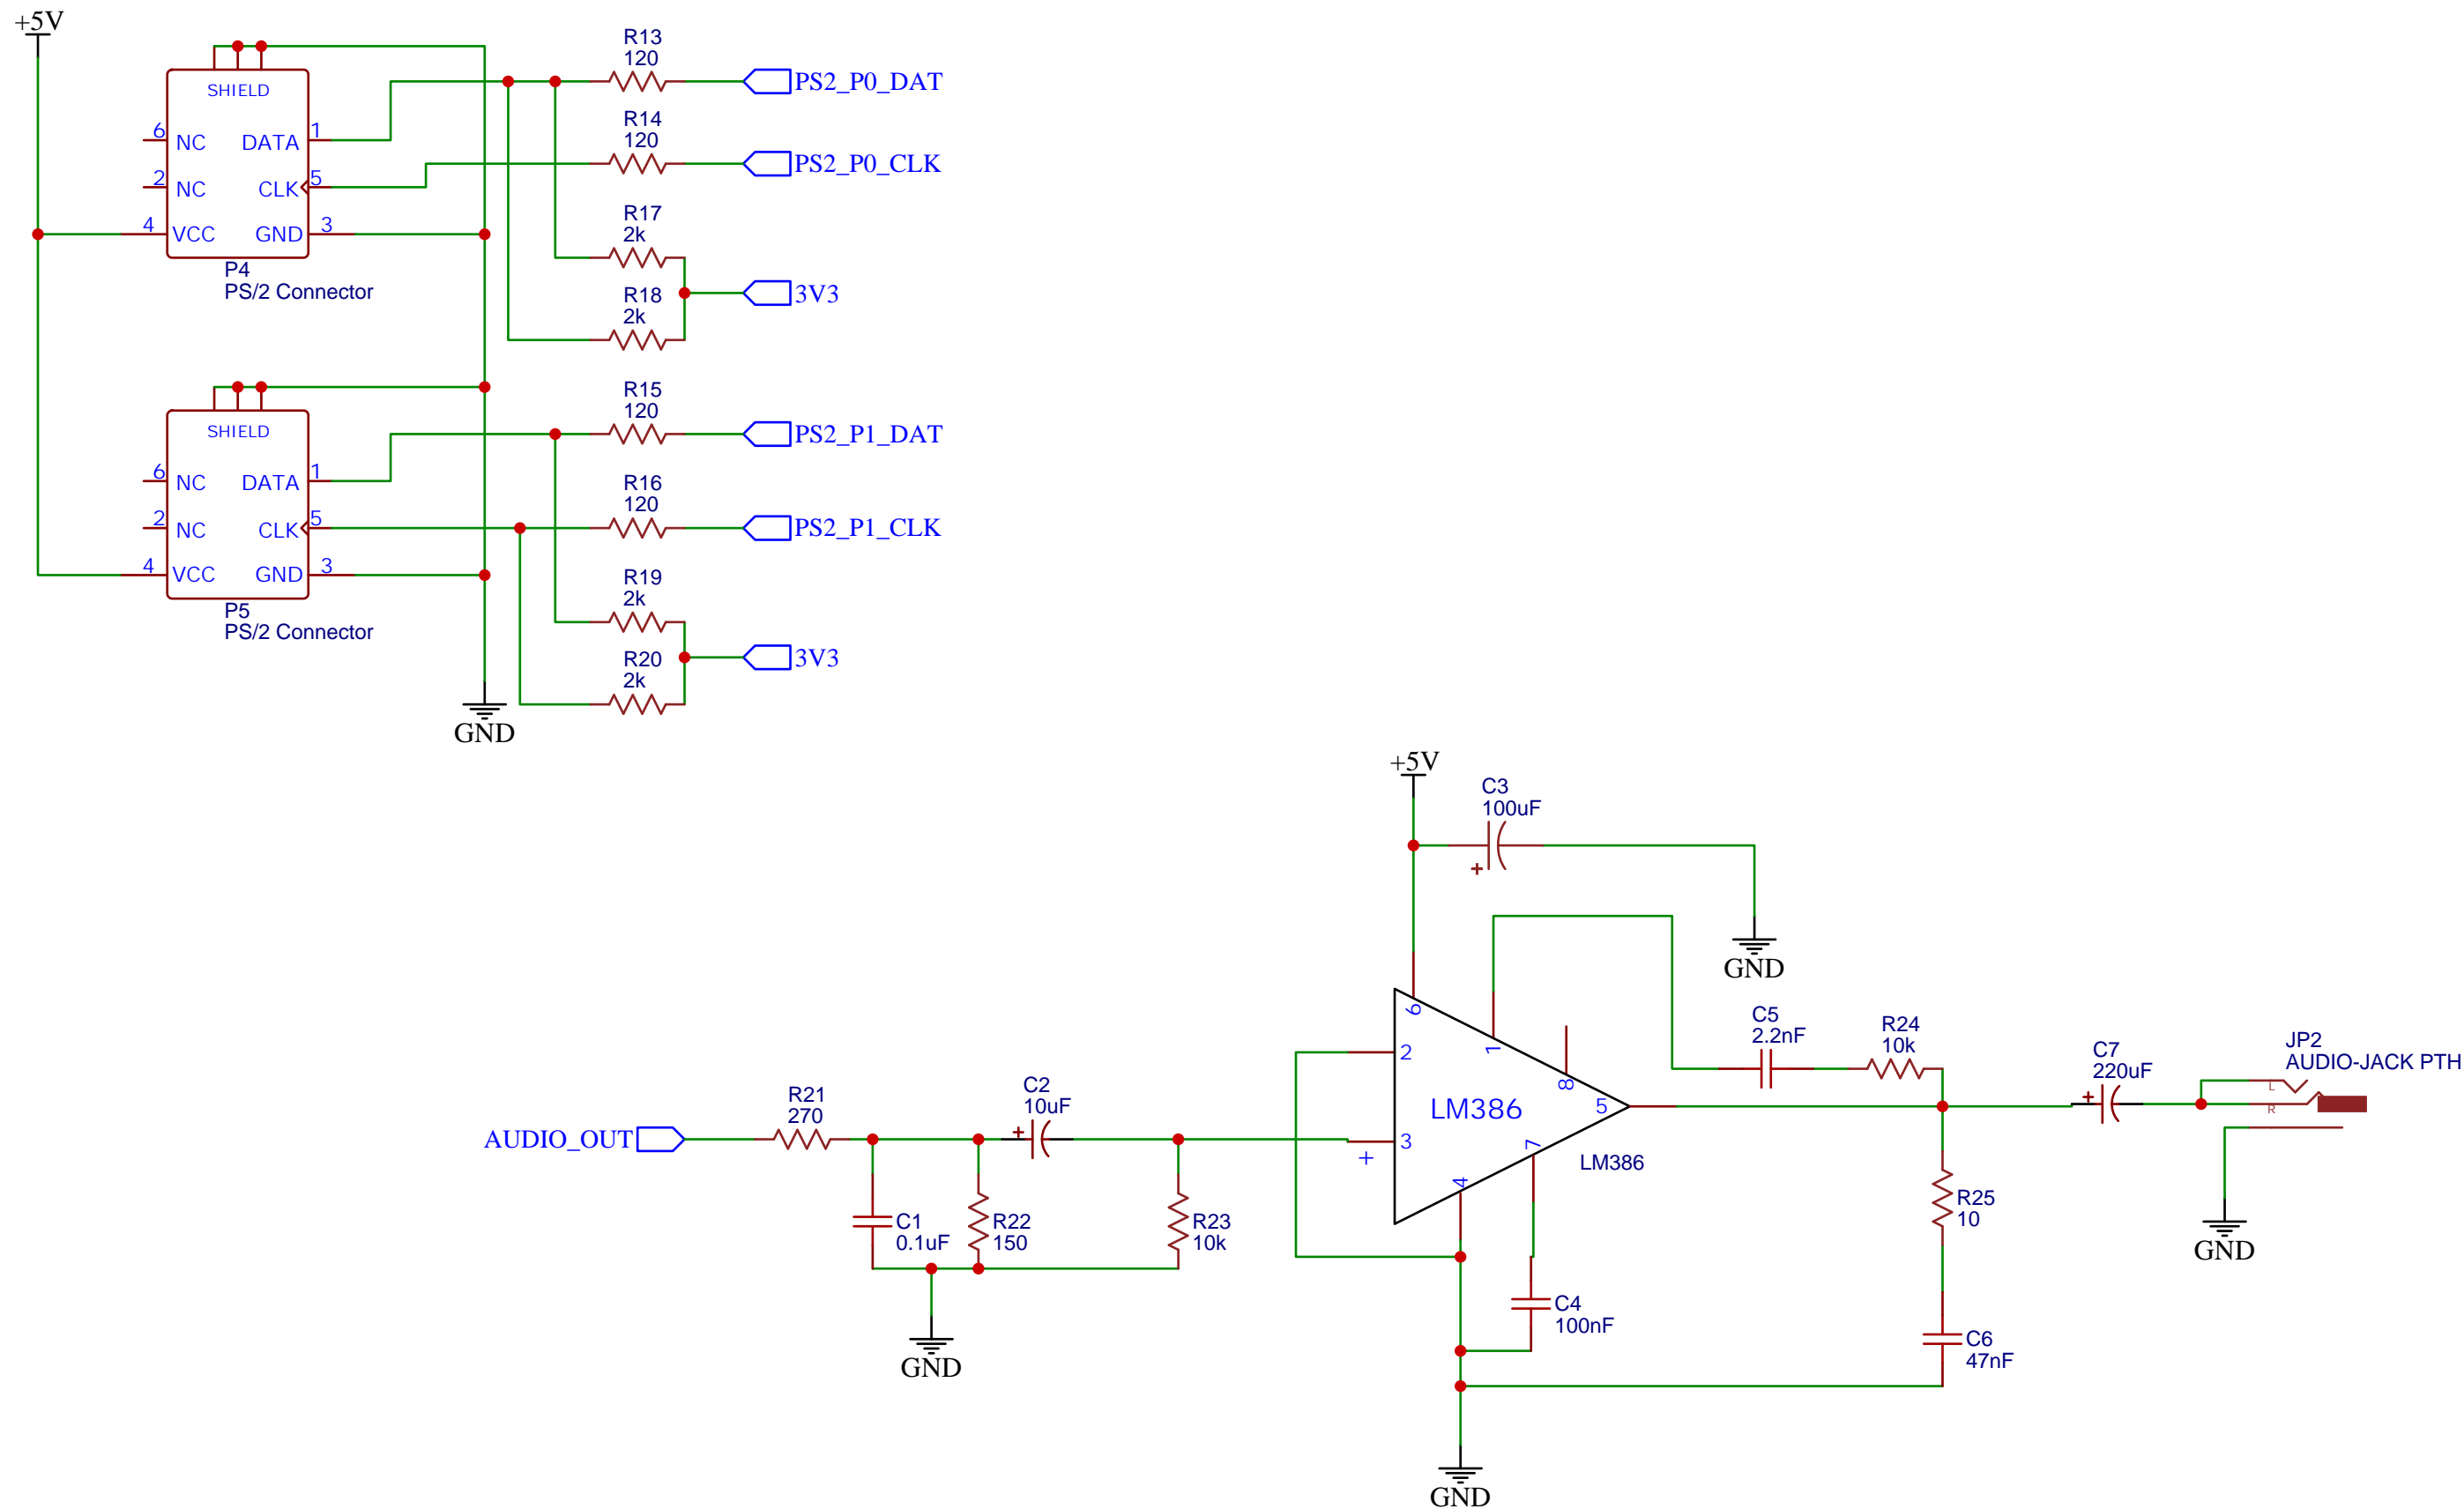 +5V
R13
120
SHIELD
PS2_P0_DAT
R14
120
6 NC DATA 1
PS2_P0_CLK
2 NC CLK 5
R17
2k
4 VCC GND 3
P4
PS/2 Connector
R18
2k
3V3
R15
120
SHIELD
PS2_P1_DAT
6 NC DATA 1
R16
120
2 NC CLK 5
PS2_P1_CLK
4 VCC GND 3
R19
2k
P5
PS/2 Connector
R20
2k
3V3
GND
+5V
C3
100uF
+
GND
6
1
8
2
3
+
4
7
5
LM386
LM386
C5
2.2nF
R24
10k
C7
220uF
+
JP2
AUDIO-JACK PTH
L
R
GND
AUDIO_OUT
R21
270
C2
10uF
+
C1
0.1uF
R22
150
R23
10k
GND
C4
100nF
R25
10
C6
47nF
GND